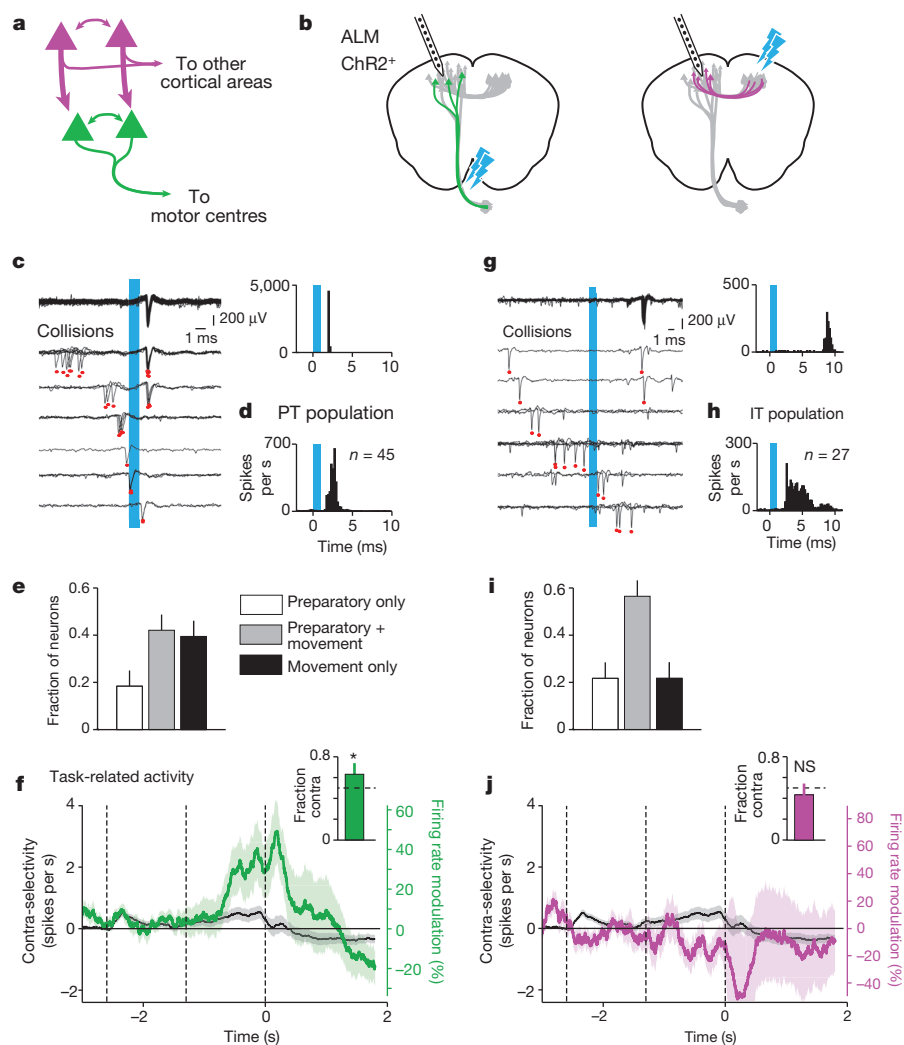 a
To other
cortical areas
To
motor centres
b
ALM
ChR2+
c
200 µV
1 ms
Collisions
5,000
0
0 5 10
d PT population
700
n = 45
Spikes
per s
0
0 5 10
Time (ms)
g
200 µV
1 ms
Collisions
500
0
0 5 10
h IT population
300
n = 27
Spikes
per s
0
0 5 10
Time (ms)
e
Fraction of neurons
0.6
0.4
0.2
0
Preparatory only
Preparatory +
movement
Movement only
i
Fraction of neurons
0.6
0.4
0.2
0
f Task-related activity
Contra-selectivity
(spikes per s)
4
2
0
−2
−2 0 2
Time (s)
Fraction
contra
0.8
0
*
60
40
20
0
−20
Firing rate modulation (%)
j
Contra-selectivity
(spikes per s)
4
2
0
−2
−2 0 2
Time (s)
Fraction
contra
0.8
0
NS
80
60
40
20
0
−20
−40
Firing rate modulation (%)